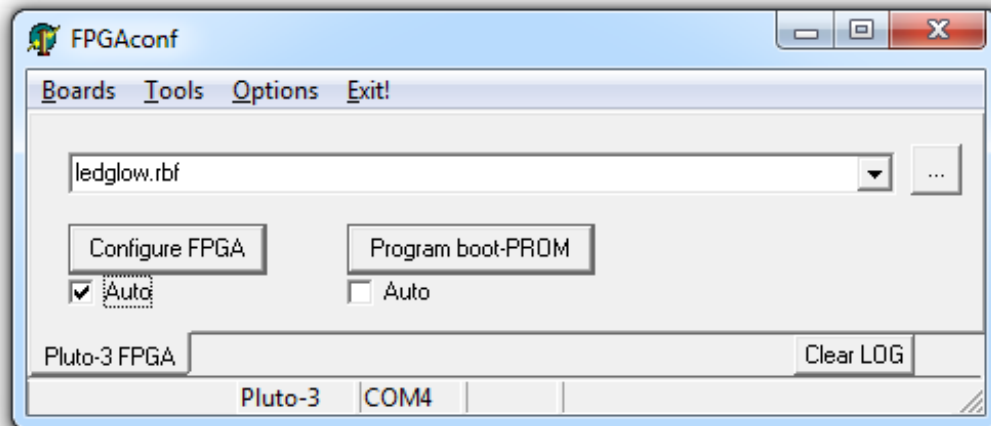 FPGAconf
Boards Tools Options Exit!
ledglow.rbf ...
Configure FPGA Program boot-PROM
Auto Auto
Pluto-3 FPGA Clear LOG
Pluto-3 COM4